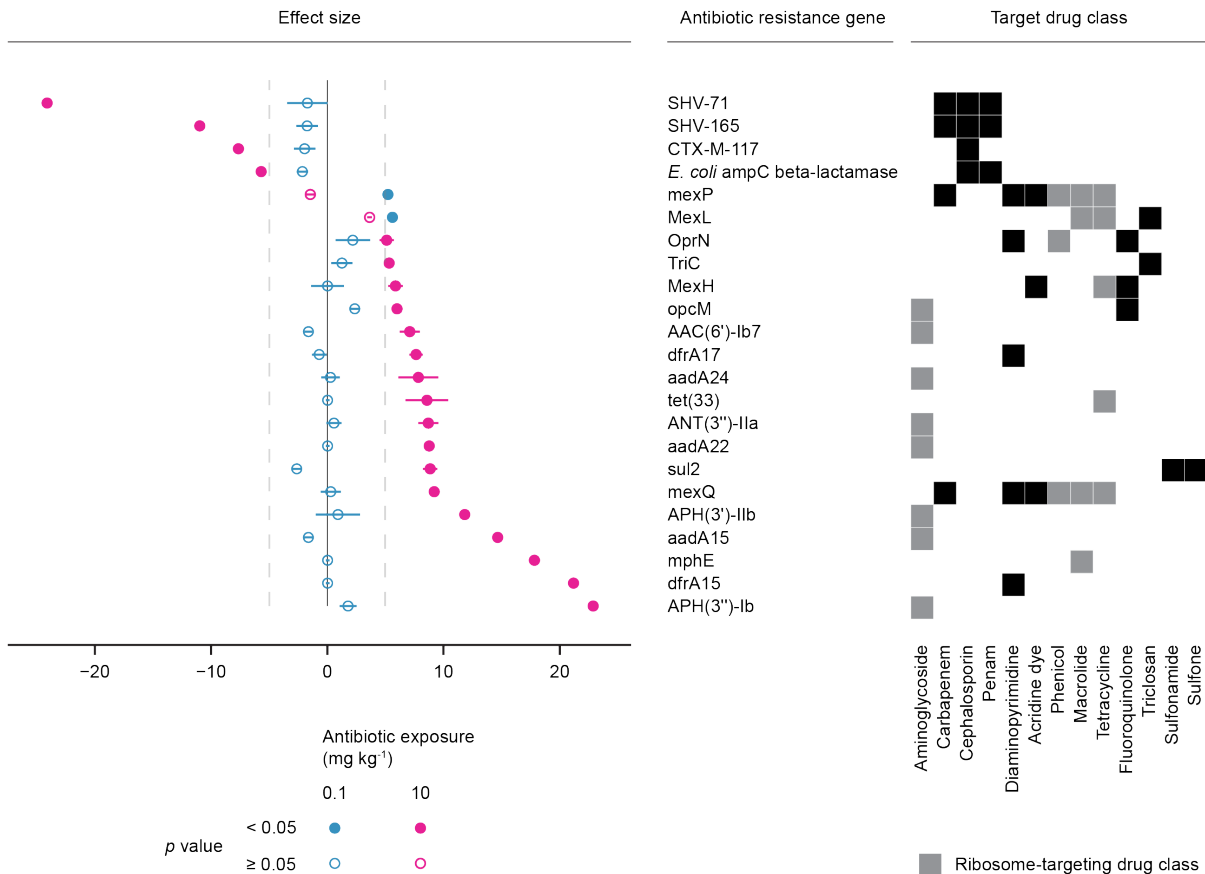 Effect size
Antibiotic resistance gene
Target drug class
SHV-71
SHV-165
CTX-M-117
E. coli ampC beta-lactamase
mexP
MexL
OprN
TriC
MexH
opcM
AAC(6')-Ib7
dfrA17
aadA24
tet(33)
ANT(3'')-IIa
aadA22
sul2
mexQ
APH(3')-IIb
aadA15
mphE
dfrA15
APH(3'')-Ib
−20
−10
0
10
20
Aminoglycoside
Carbapenem
Cephalosporin
Penam
Diaminopyrimidine
Acridine dye
Phenicol
Macrolide
Tetracycline
Fluoroquinolone
Triclosan
Sulfonamide
Sulfone
Antibiotic exposure
(mg kg-1)
0.1
10
p value
< 0.05
≥ 0.05
Ribosome-targeting drug class